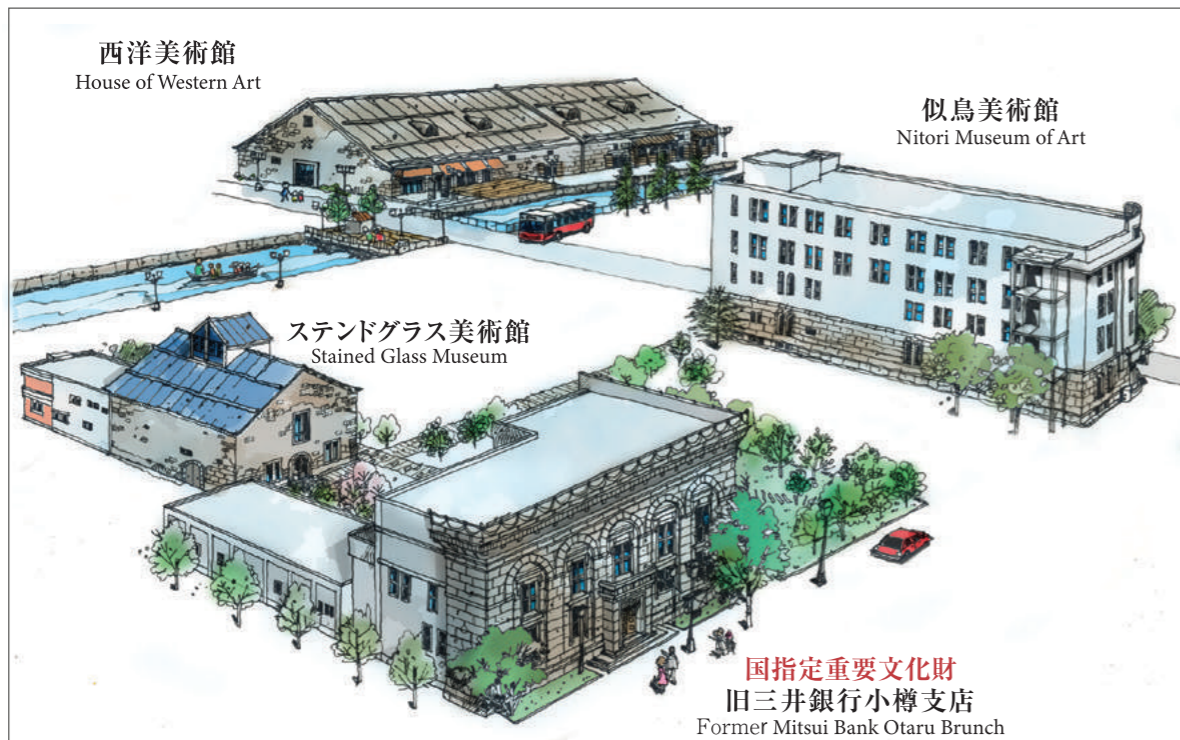 西洋美術館
House of Western Art
似鳥美術館
Nitori Museum of Art
ステンドグラス美術館
Stained Glass Museum
国指定重要文化財
旧三井銀行小樽支店
Former Mitsui Bank Otaru Brunch